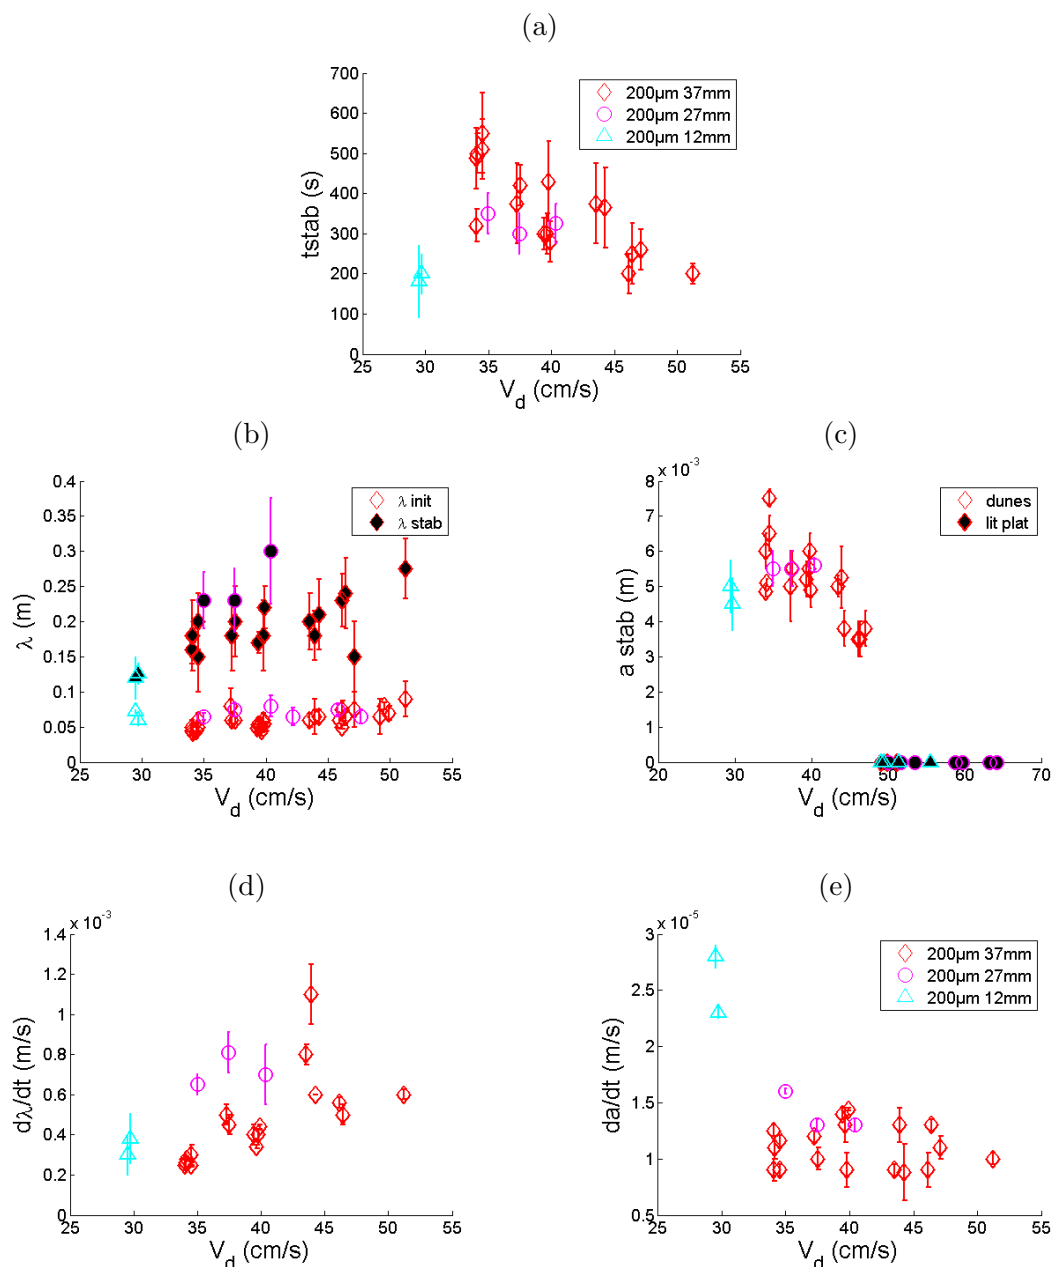 (a)
700
600
500
400
300
200
100
0
tstab (s)
25 30 35 40 45 50 55
V_d (cm/s)
200µm 37mm
200µm 27mm
200µm 12mm
(b)
0.4
0.35
0.3
0.25
0.2
0.15
0.1
0.05
0
λ (m)
25 30 35 40 45 50 55
V_d (cm/s)
λ init
λ stab
(c)
x 10^-3
8
7
6
5
4
3
2
1
0
a stab (m)
20 30 40 50 60 70
V_d (cm/s)
dunes
lit plat
(d)
x 10^-3
1.4
1.2
1
0.8
0.6
0.4
0.2
0
dλ/dt (m/s)
25 30 35 40 45 50 55
V_d (cm/s)
(e)
x 10^-5
3
2.5
2
1.5
1
0.5
da/dt (m/s)
25 30 35 40 45 50 55
V_d (cm/s)
200µm 37mm
200µm 27mm
200µm 12mm